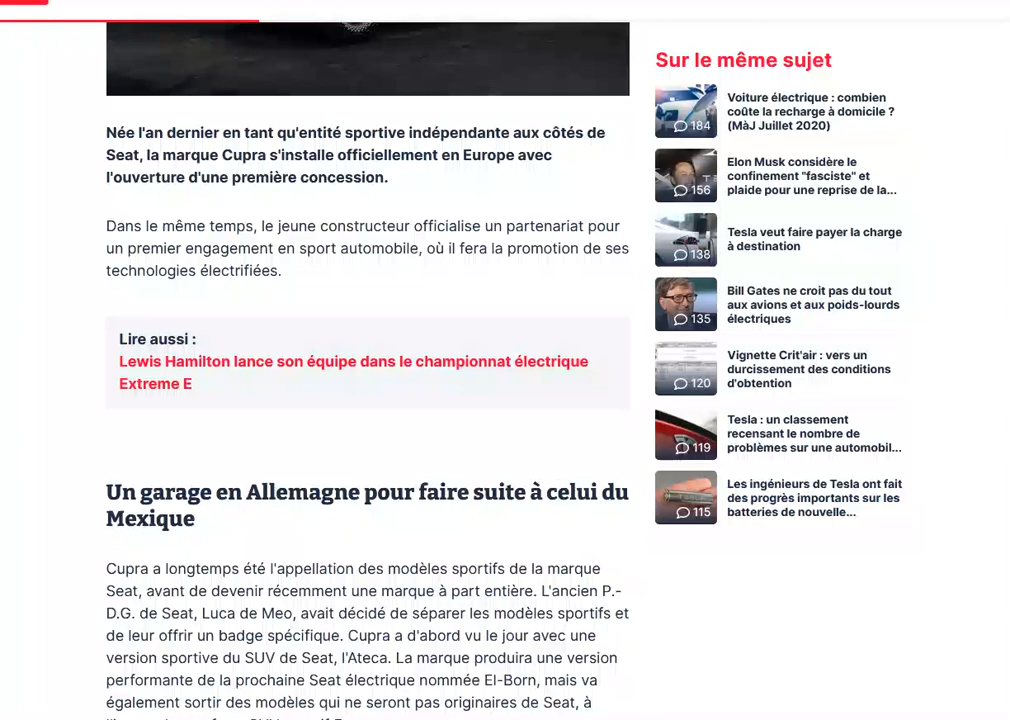 Née l'an dernier en tant qu'entité sportive indépendante aux côtés de
Seat, la marque Cupra s'installe officiellement en Europe avec
l'ouverture d'une première concession.
Dans le même temps, le jeune constructeur officialise un partenariat pour
un premier engagement en sport automobile, où il fera la promotion de ses
technologies électrifiées.
Lire aussi :
Lewis Hamilton lance son équipe dans le championnat électrique
Extreme E
Un garage en Allemagne pour faire suite à celui du
Mexique
Cupra a longtemps été l'appellation des modèles sportifs de la marque
Seat, avant de devenir récemment une marque à part entière. L'ancien P.-
D.G. de Seat, Luca de Meo, avait décidé de séparer les modèles sportifs et
de leur offrir un badge spécifique. Cupra a d'abord vu le jour avec une
version sportive du SUV de Seat, l'Ateca. La marque produira une version
performante de la prochaine Seat électrique nommée El-Born, mais va
également sortir des modèles qui ne seront pas originaires de Seat, à
Sur le même sujet
184
Voiture électrique : combien
coûte la recharge à domicile ?
(MàJ Juillet 2020)
156
Elon Musk considère le
confinement "fasciste" et
plaide pour une reprise de la...
138
Tesla veut faire payer la charge
à destination
135
Bill Gates ne croit pas du tout
aux avions et aux poids-lourds
électriques
120
Vignette Crit'air : vers un
durcissement des conditions
d'obtention
119
Tesla : un classement
recensant le nombre de
problèmes sur une automobil...
115
Les ingénieurs de Tesla ont fait
des progrès importants sur les
batteries de nouvelle...